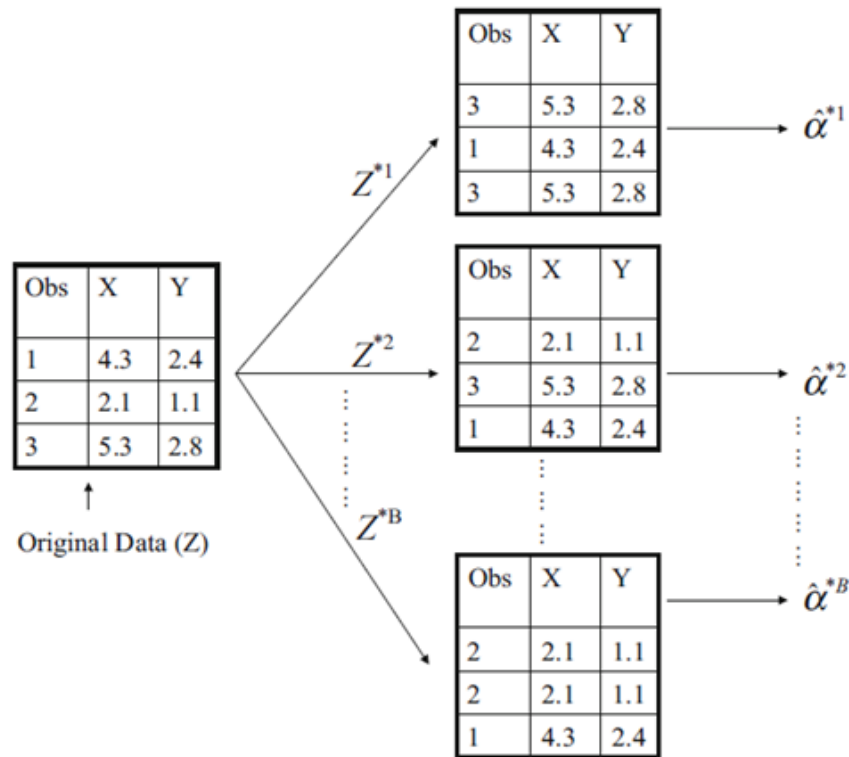 Obs X Y
3 5.3 2.8
1 4.3 2.4
3 5.3 2.8
α̂*1
Z*1
Obs X Y
1 4.3 2.4
2 2.1 1.1
3 5.3 2.8
Original Data (Z)
Z*2
Obs X Y
2 2.1 1.1
3 5.3 2.8
1 4.3 2.4
α̂*2
Z*B
Obs X Y
2 2.1 1.1
2 2.1 1.1
1 4.3 2.4
α̂*B